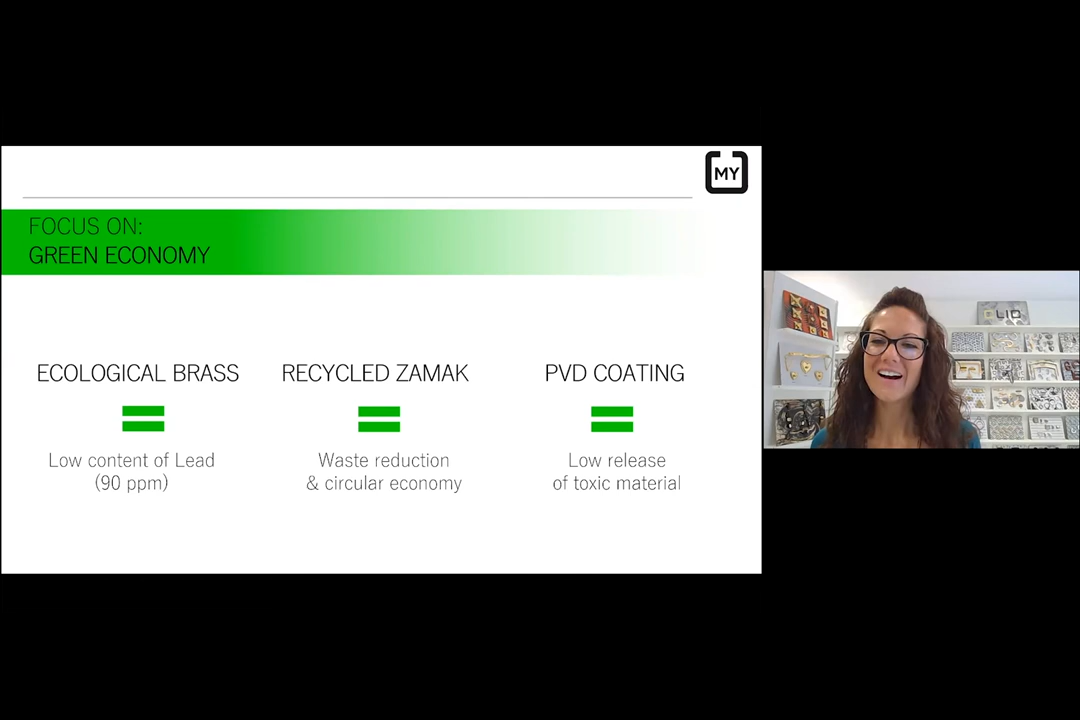 MY
FOCUS ON:
GREEN ECONOMY
ECOLOGICAL BRASS
RECYCLED ZAMAK
PVD COATING
Low content of Lead
(90 ppm)
Waste reduction
& circular economy
Low release
of toxic material